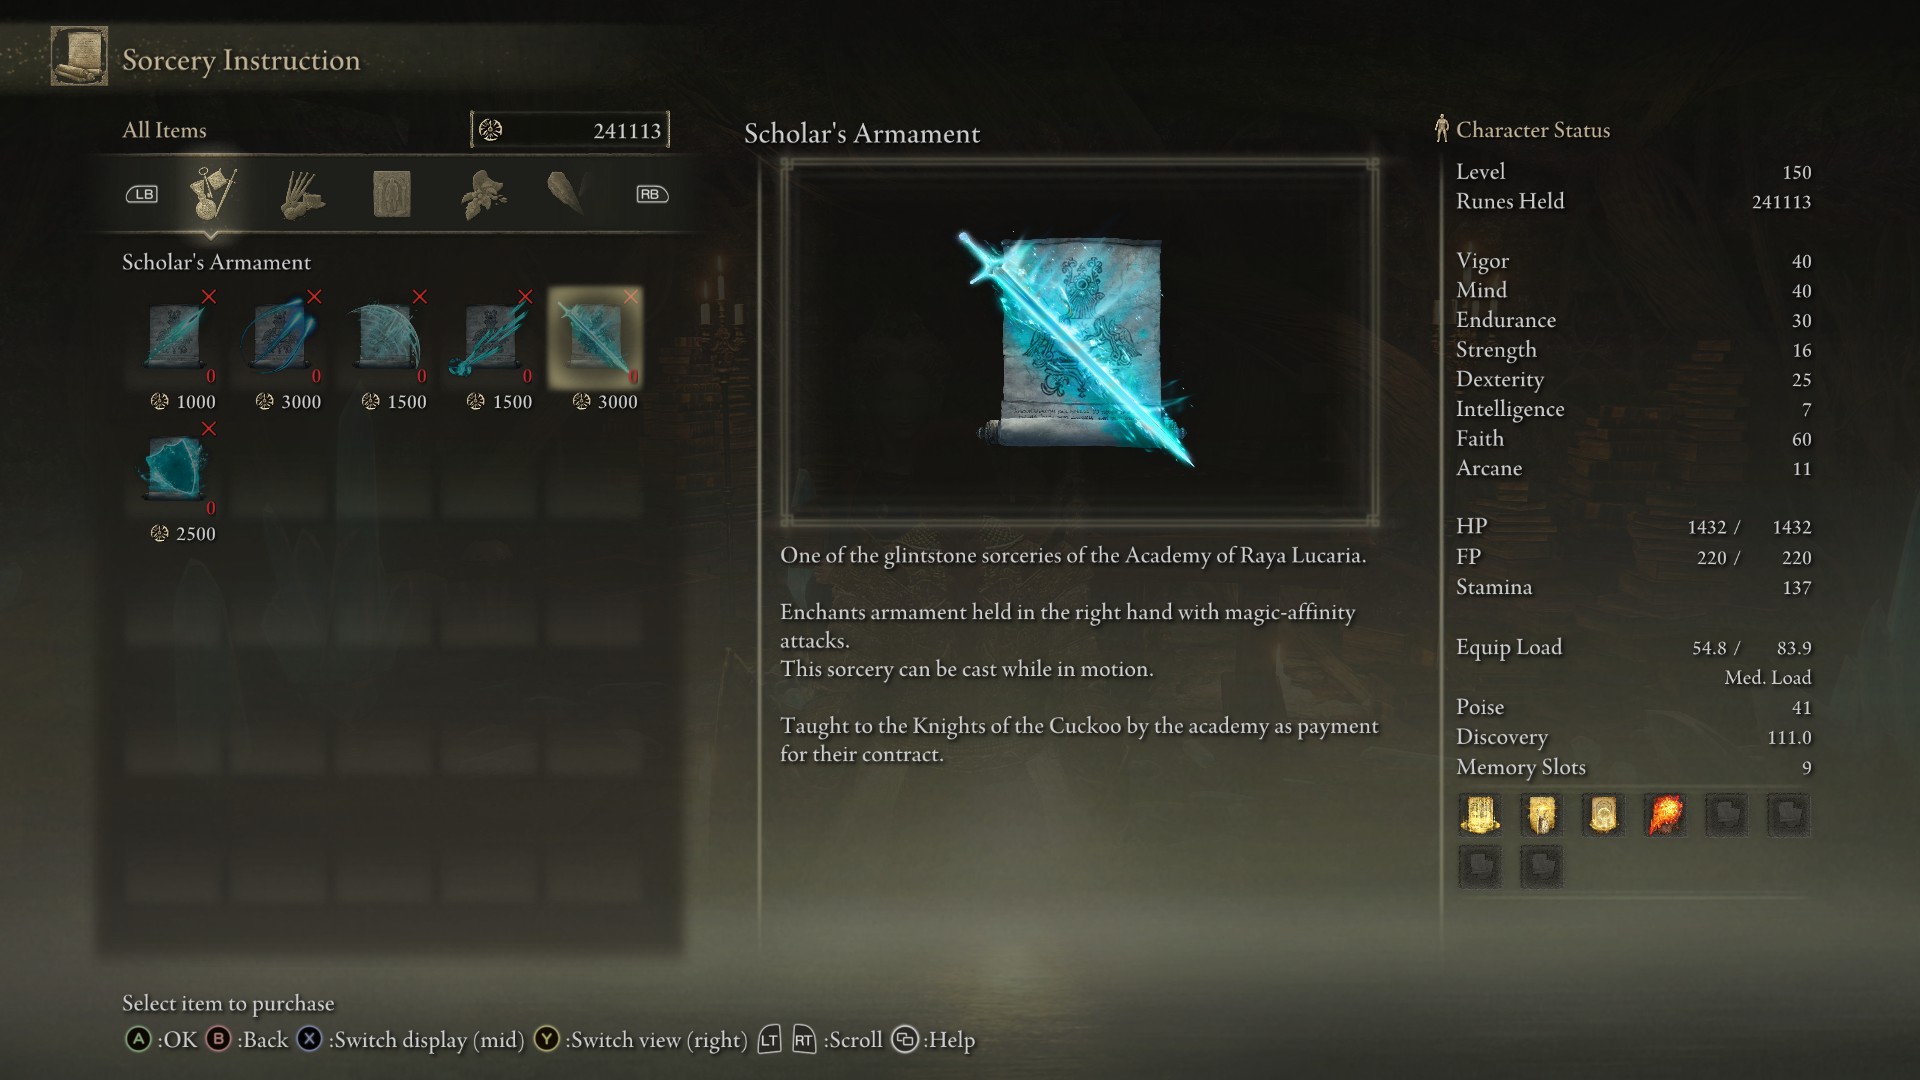 Sorcery Instruction
All Items
241113
LB
RB
Scholar's Armament
0
0
0
0
0
1000
3000
1500
1500
3000
0
2500
Select item to purchase
A :OK B :Back X :Switch display (mid) Y :Switch view (right) LT RT :Scroll :Help
Scholar's Armament
One of the glintstone sorceries of the Academy of Raya Lucaria.
Enchants armament held in the right hand with magic-affinity
attacks.
This sorcery can be cast while in motion.
Taught to the Knights of the Cuckoo by the academy as payment
for their contract.
Character Status
Level 150
Runes Held 241113
Vigor 40
Mind 40
Endurance 30
Strength 16
Dexterity 25
Intelligence 7
Faith 60
Arcane 11
HP 1432 / 1432
FP 220 / 220
Stamina 137
Equip Load 54.8 / 83.9
Med. Load
Poise 41
Discovery 111.0
Memory Slots 9